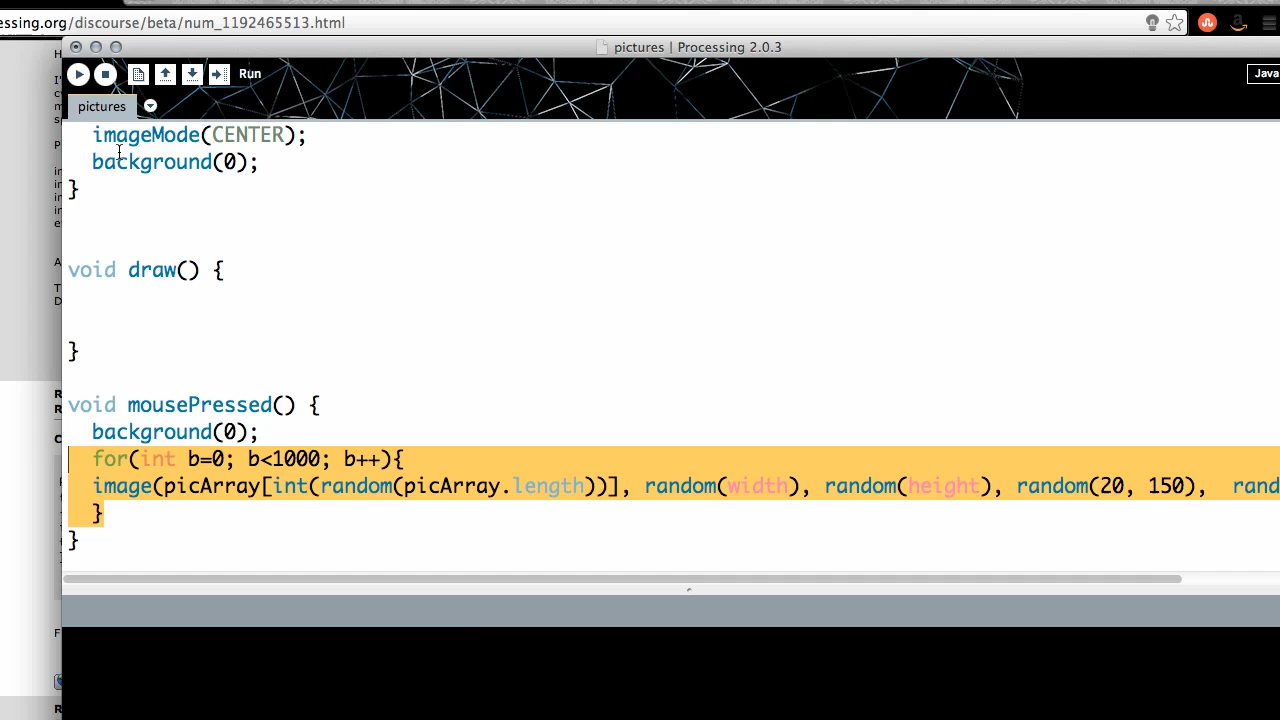 essing.org/discourse/beta/num_1192465513.html
pictures | Processing 2.0.3
Run
Java
pictures
imageMode(CENTER);
background(0);
}
void draw() {
}
void mousePressed() {
background(0);
for(int b=0; b<1000; b++){
image(picArray[int(random(picArray.length))], random(width), random(height), random(20, 150), rand
}
}